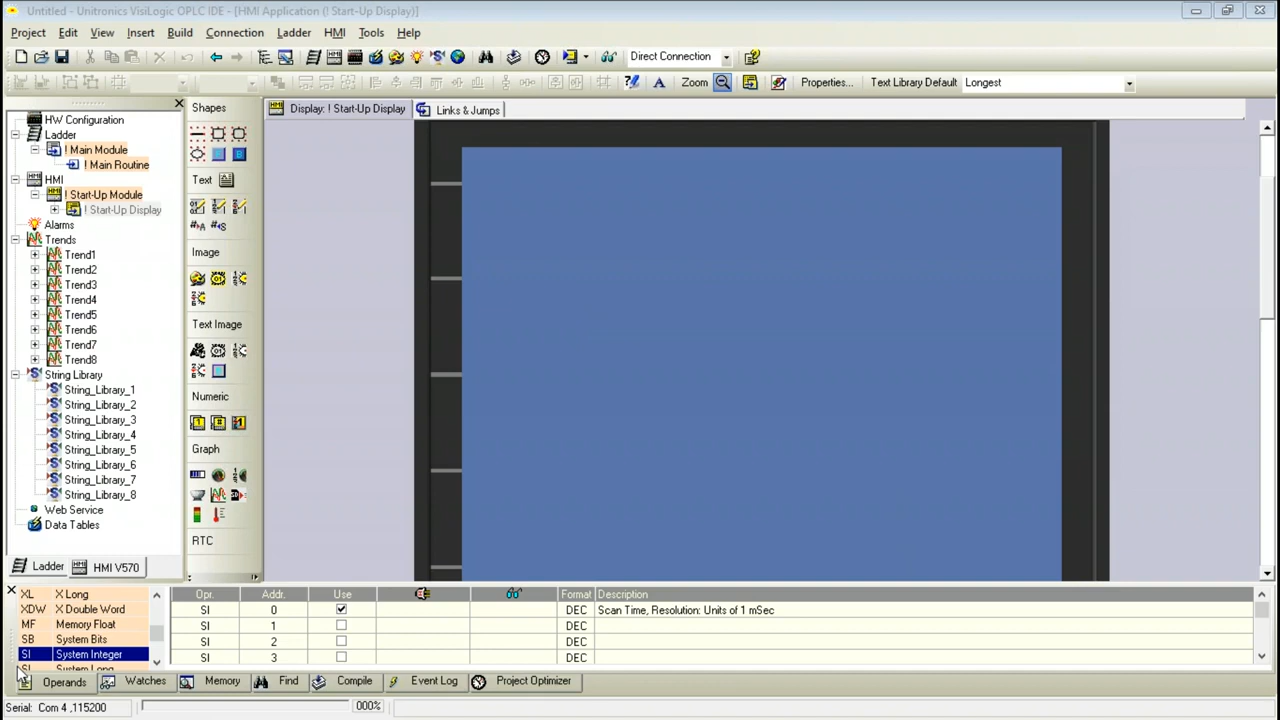 Untitled - Unitronics VisiLogic OPLC IDE - [HMI Application (! Start-Up Display)]
Project Edit View Insert Build Connection Ladder HMI Tools Help
Direct Connection
Zoom Properties... Text Library Default Longest
HW Configuration
Ladder
! Main Module
! Main Routine
HMI
! Start-Up Module
! Start-Up Display
Alarms
Trends
Trend1
Trend2
Trend3
Trend4
Trend5
Trend6
Trend7
Trend8
String Library
String_Library_1
String_Library_2
String_Library_3
String_Library_4
String_Library_5
String_Library_6
String_Library_7
String_Library_8
Web Service
Data Tables
Ladder HMI V570
Shapes
Text
Image
Text Image
Numeric
Graph
RTC
Display: ! Start-Up Display Links & Jumps
XL X Long
XDW X Double Word
MF Memory Float
SB System Bits
SI System Integer
SL System Long
Opr. Addr. Use Format Description
SI 0 DEC Scan Time, Resolution: Units of 1 mSec
SI 1 DEC
SI 2 DEC
SI 3 DEC
Operands Watches Memory Find Compile Event Log Project Optimizer
Serial: Com 4 ,115200 000%